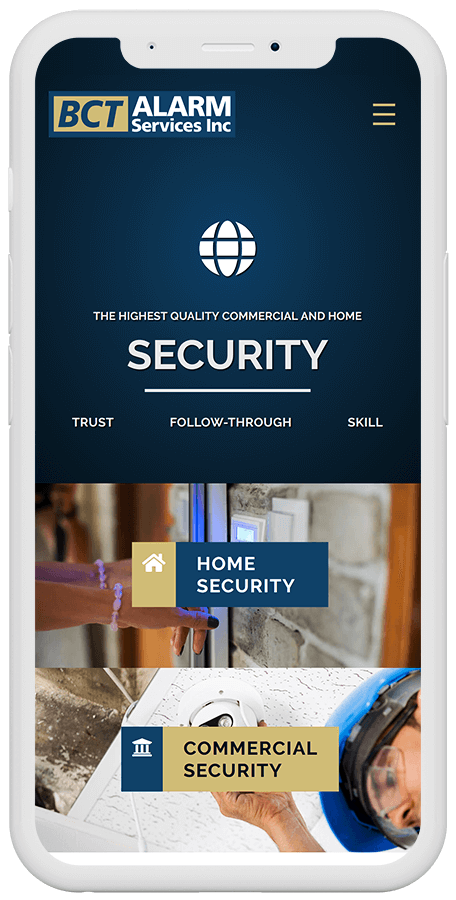 BCT ALARM
Services Inc
THE HIGHEST QUALITY COMMERCIAL AND HOME
SECURITY
TRUST FOLLOW-THROUGH SKILL
HOME
SECURITY
COMMERCIAL
SECURITY